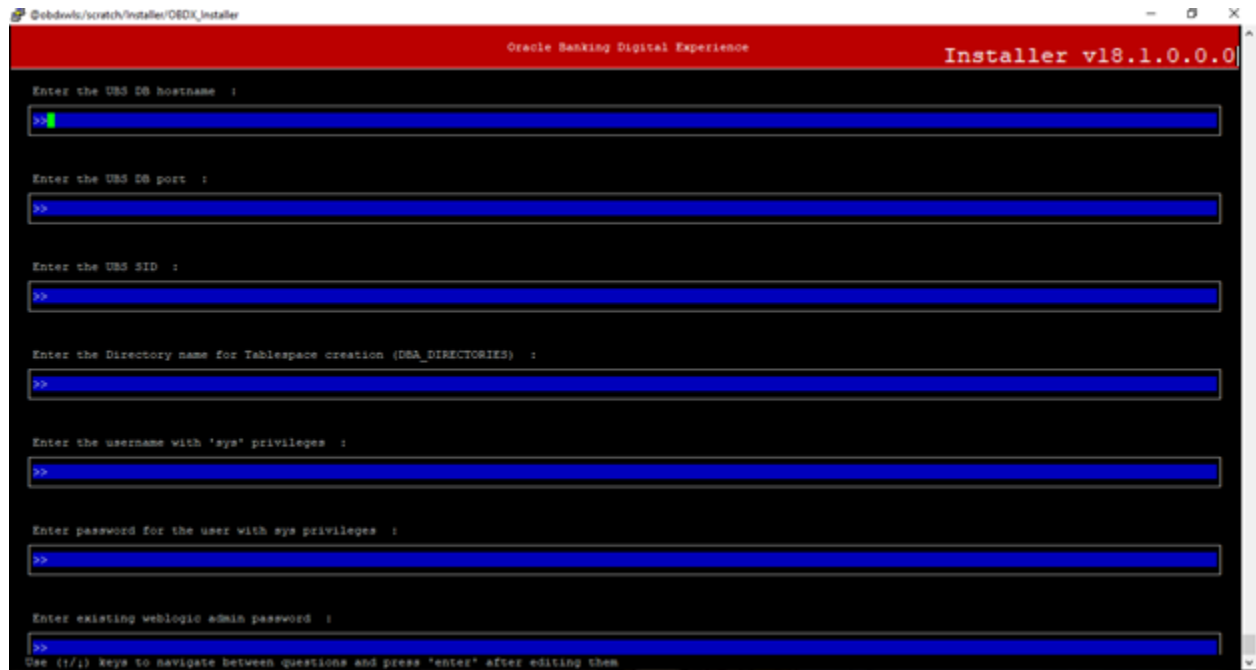 @obdxwls:/scratch/Installer/OBDX_Installer
Oracle Banking Digital Experience
Installer v18.1.0.0.0
Enter the UBS DB hostname :
>>
Enter the UBS DB port :
>>
Enter the UBS SID :
>>
Enter the Directory name for Tablespace creation (DBA_DIRECTORIES) :
>>
Enter the username with 'sys' privileges :
>>
Enter password for the user with sys privileges :
>>
Enter existing weblogic admin password :
>>
Use (↑/↓) keys to navigate between questions and press "enter" after editing them